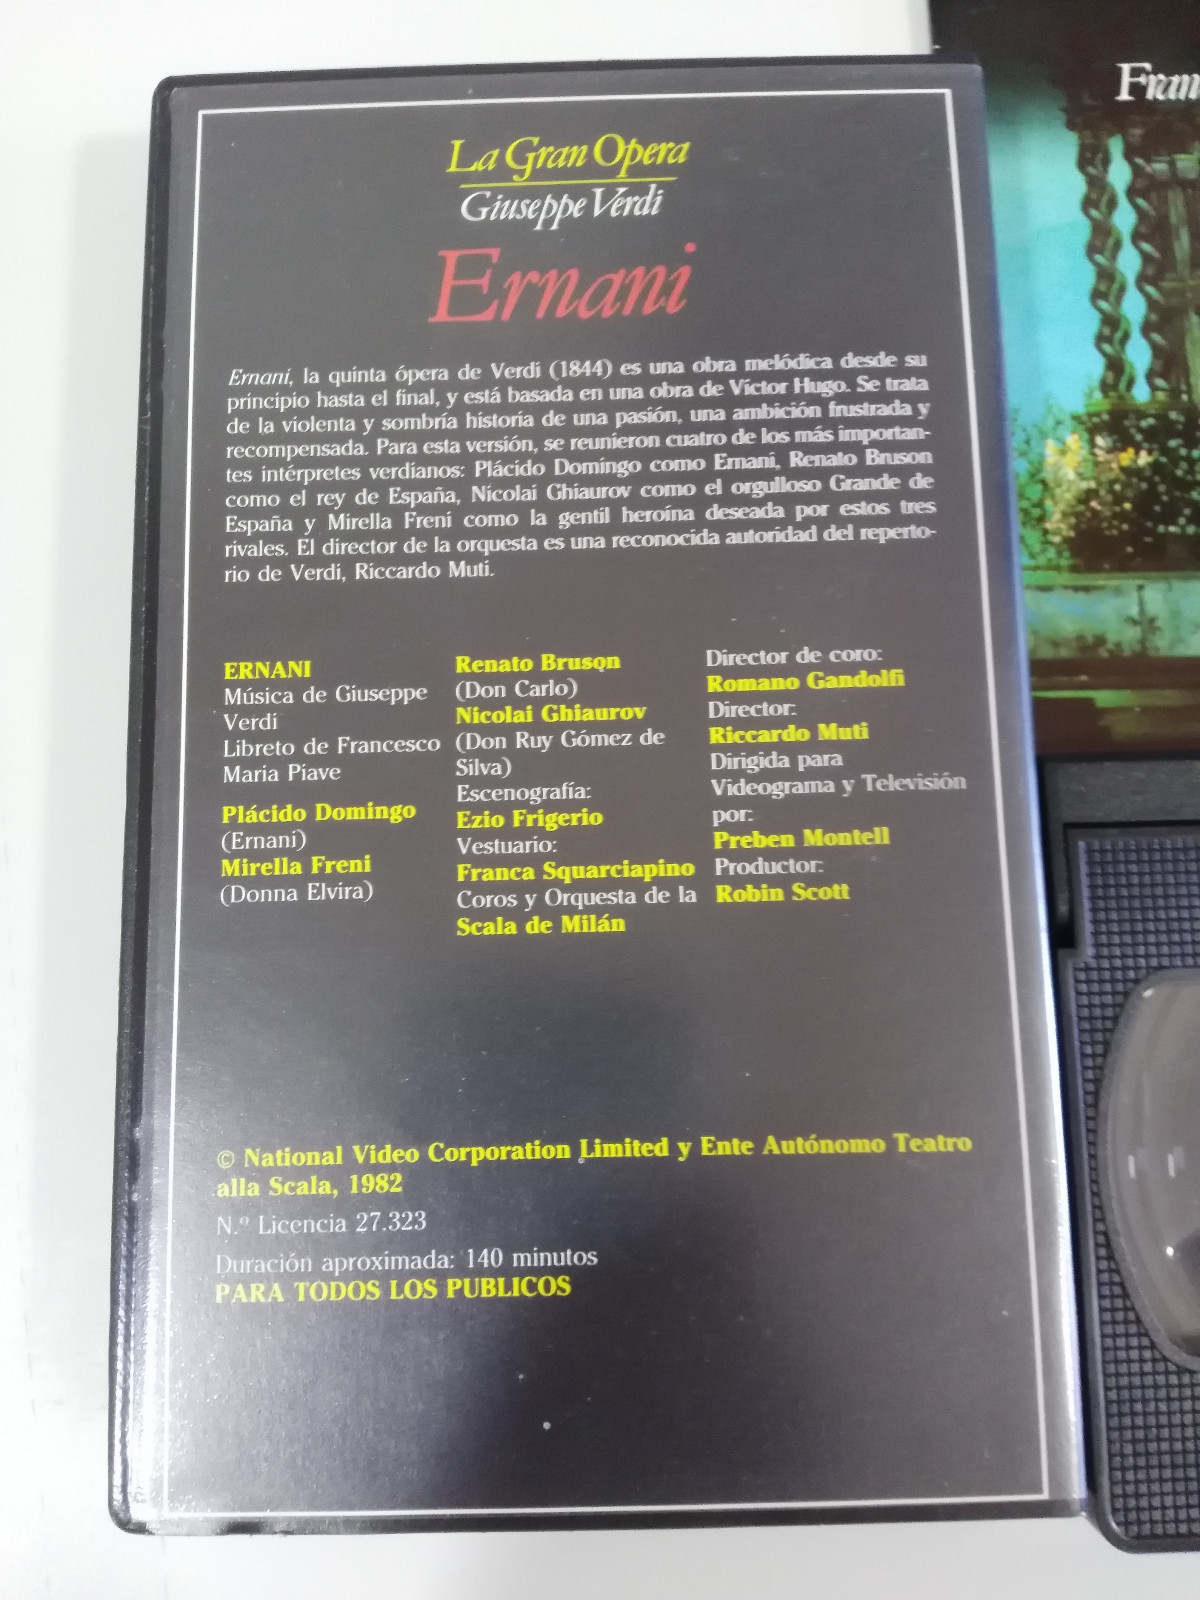 La Gran Opera
Giuseppe Verdi
Ernani
Ernani, la quinta ópera de Verdi (1844) es una obra melódica desde su
principio hasta el final, y está basada en una obra de Víctor Hugo. Se trata
de la violenta y sombría historia de una pasión, una ambición frustrada y
recompensada. Para esta versión, se reunieron cuatro de los más importan-
tes intérpretes verdianos: Plácido Domingo como Ernani, Renato Bruson
como el rey de España, Nicolai Ghiaurov como el orgulloso Grande de
España y Mirella Freni como la gentil heroína deseada por estos tres
rivales. El director de la orquesta es una reconocida autoridad del reperto-
rio de Verdi, Riccardo Muti.
ERNANI
Música de Giuseppe
Verdi
Libreto de Francesco
Maria Piave
Plácido Domingo
(Ernani)
Mirella Freni
(Donna Elvira)
Renato Bruson
(Don Carlo)
Nicolai Ghiaurov
(Don Ruy Gómez de
Silva)
Escenografía:
Ezio Frigerio
Vestuario:
Franca Squarciapino
Coros y Orquesta de la
Scala de Milán
Director de coro:
Romano Gandolfi
Director:
Riccardo Muti
Dirigida para
Videograma y Televisión
por:
Preben Montell
Productor:
Robin Scott
© National Video Corporation Limited y Ente Autónomo Teatro
alla Scala, 1982
N.º Licencia 27.323
Duración aproximada: 140 minutos
PARA TODOS LOS PUBLICOS